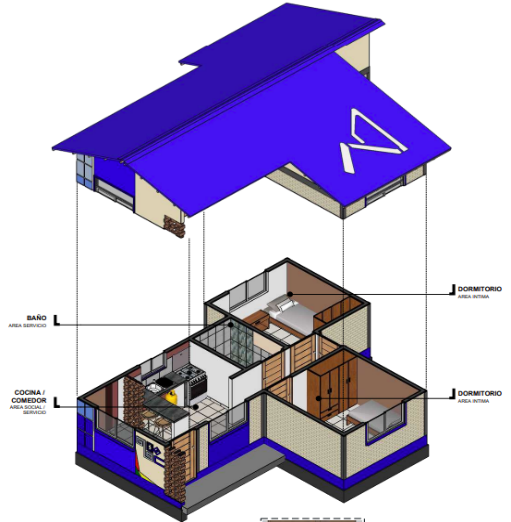 DORMITORIO
AREA INTIMA
BAÑO
AREA SERVICIO
COCINA /
COMEDOR
AREA SOCIAL /
SERVICIO
DORMITORIO
AREA INTIMA